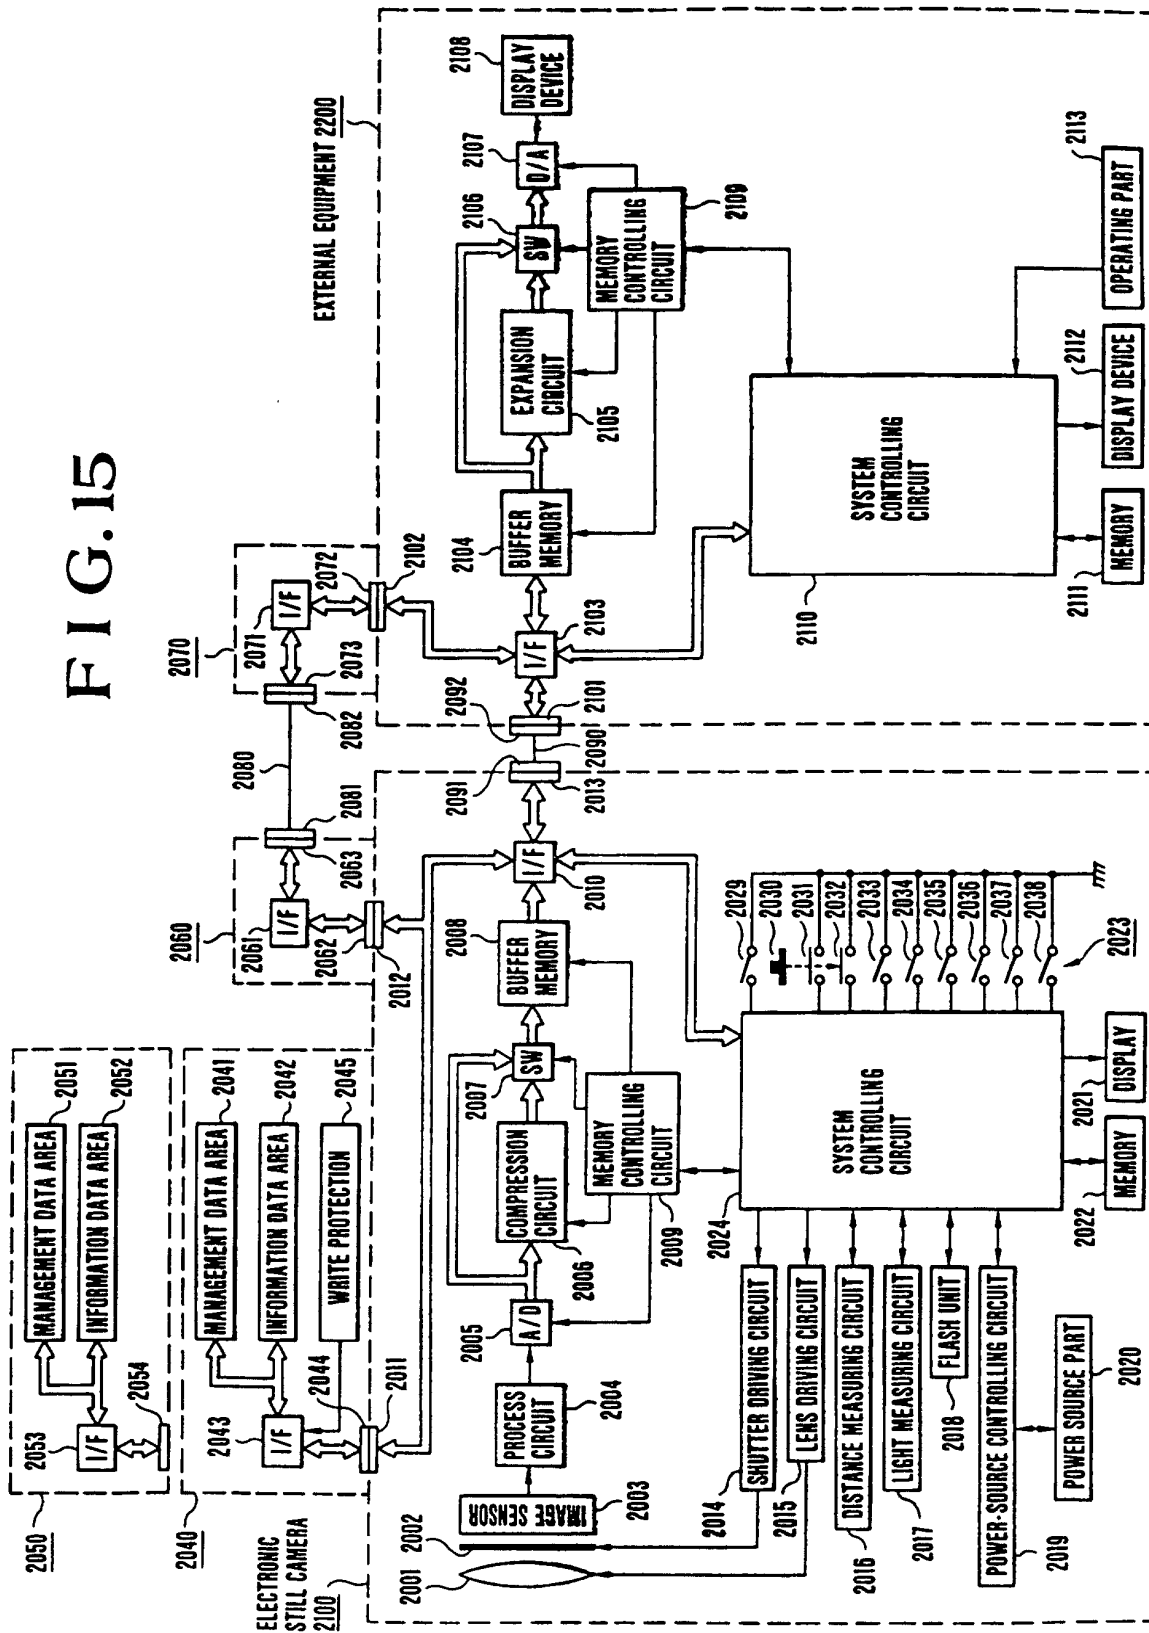 FIG.15
EXTERNAL EQUIPMENT 2200
2050
2053
I/F
2054
MANAGEMENT DATA AREA
2051
INFORMATION DATA AREA
2052
2040
2043
I/F
2044
MANAGEMENT DATA AREA
2041
INFORMATION DATA AREA
2042
WRITE PROTECTION
2045
2011
2060
2061
I/F
2062
2063
2012
2081
2080
2082
2070
2071
I/F
2072
2073
2102
ELECTRONIC
STILL CAMERA
2100
2001
2002
IMAGE SENSOR
2003
PROCESS
CIRCUIT
2004
2005
A/D
COMPRESSION
CIRCUIT
2006
2007
SW
BUFFER
MEMORY
2008
MEMORY
CONTROLLING
CIRCUIT
2009
I/F
2010
2013
2091
2090
2092
2101
I/F
2103
2104
BUFFER
MEMORY
EXPANSION
CIRCUIT
2105
SW
2106
D/A
2107
DISPLAY
DEVICE
2108
MEMORY
CONTROLLING
CIRCUIT
2109
2014
SHUTTER DRIVING CIRCUIT
2015
LENS DRIVING CIRCUIT
2016
DISTANCE MEASURING CIRCUIT
2017
LIGHT MEASURING CIRCUIT
2018
FLASH UNIT
POWER-SOURCE CONTROLLING CIRCUIT
2019
POWER SOURCE PART
2020
2024
SYSTEM
CONTROLLING
CIRCUIT
2022
MEMORY
2021
DISPLAY
2029
2030
2031
2032
2033
2034
2035
2036
2037
2038
2023
2110
SYSTEM
CONTROLLING
CIRCUIT
2111
MEMORY
DISPLAY DEVICE
2112
OPERATING PART
2113